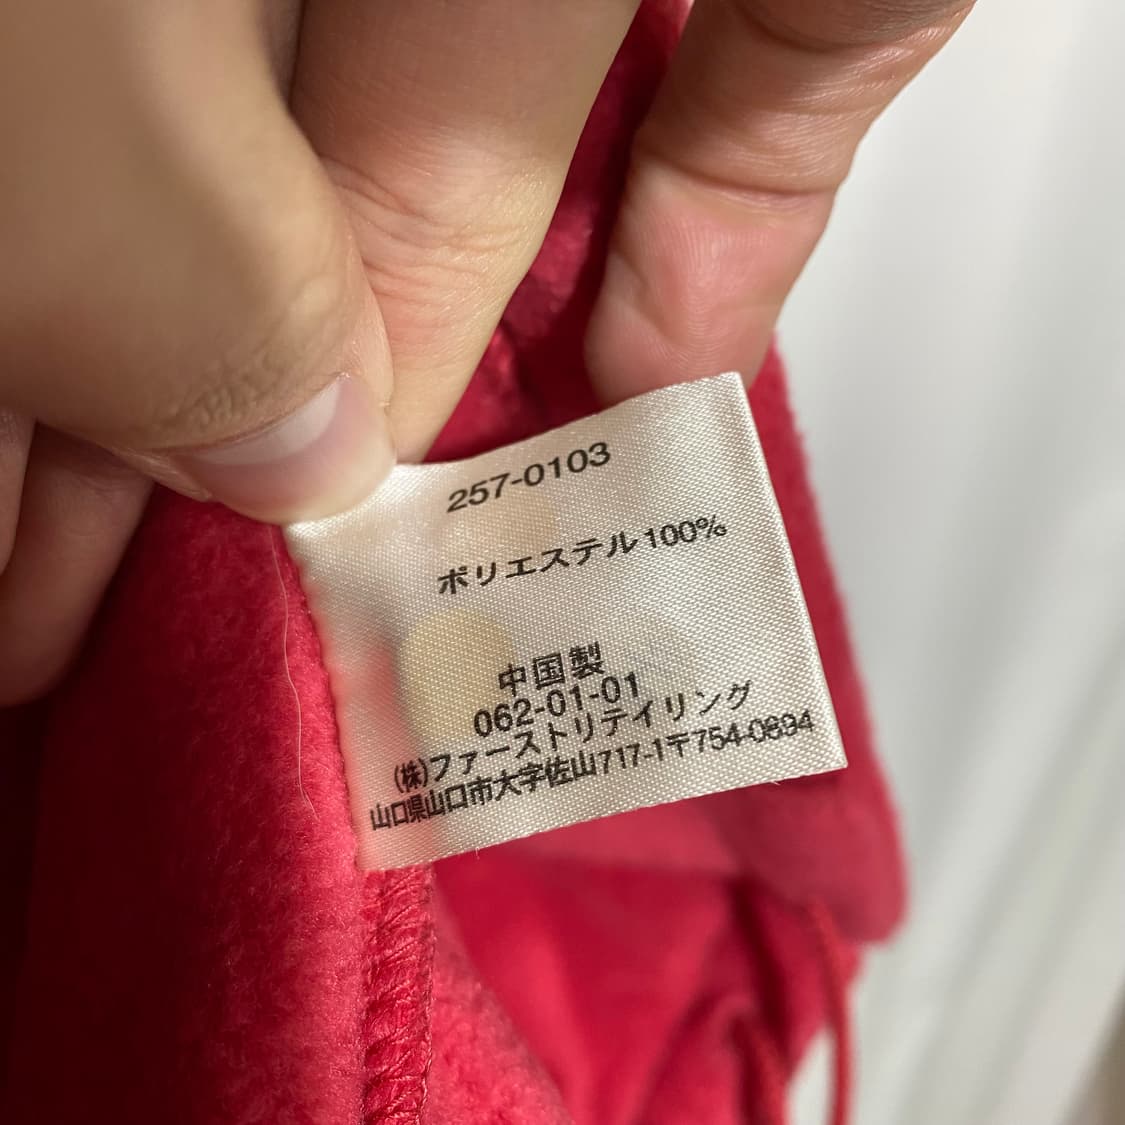 257-0103
ポリエステル100%
中国製
062-01-01
(株)ファーストリテイリング
山口県山口市大字佐山717-1〒754-0894